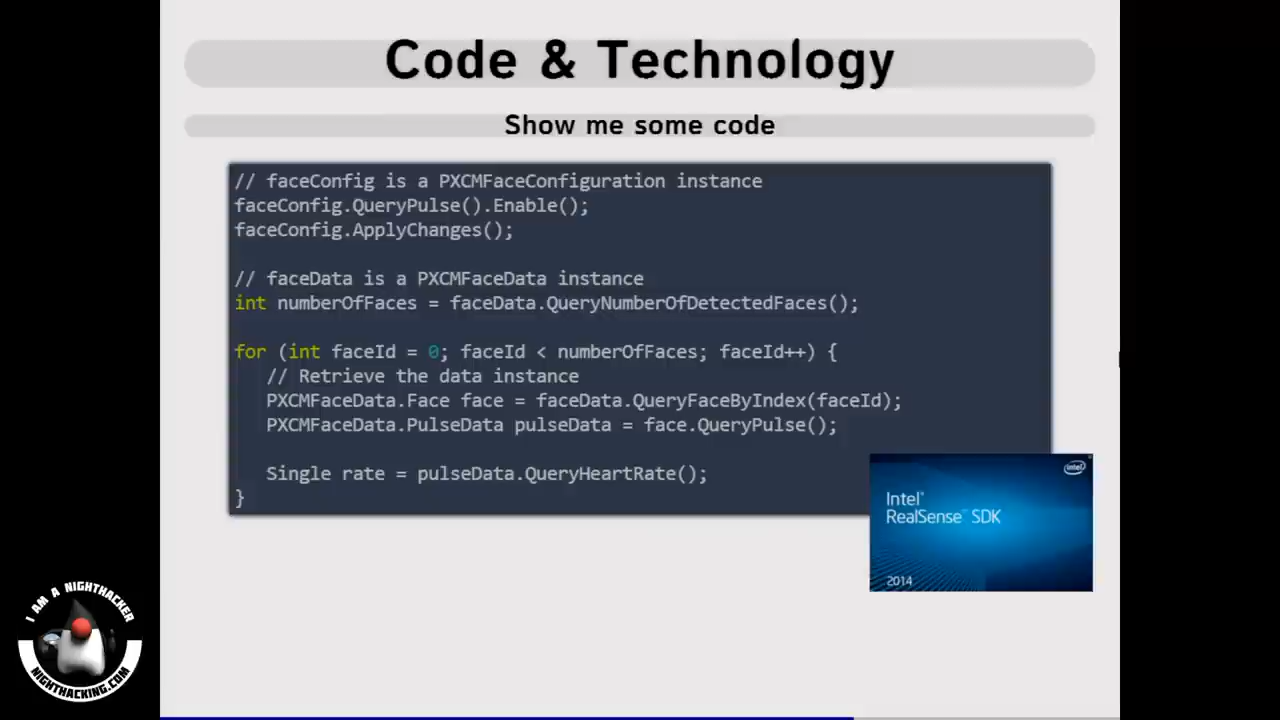 Code & Technology
Show me some code
// faceConfig is a PXCMFaceConfiguration instance
faceConfig.QueryPulse().Enable();
faceConfig.ApplyChanges();
// faceData is a PXCMFaceData instance
int numberOfFaces = faceData.QueryNumberOfDetectedFaces();
for (int faceId = 0; faceId < numberOfFaces; faceId++) {
// Retrieve the data instance
PXCMFaceData.Face face = faceData.QueryFaceByIndex(faceId);
PXCMFaceData.PulseData pulseData = face.QueryPulse();
Single rate = pulseData.QueryHeartRate();
}
intel
Intel®
RealSense™ SDK
2014
I AM A NIGHTHACKER
NIGHTHACKING.COM